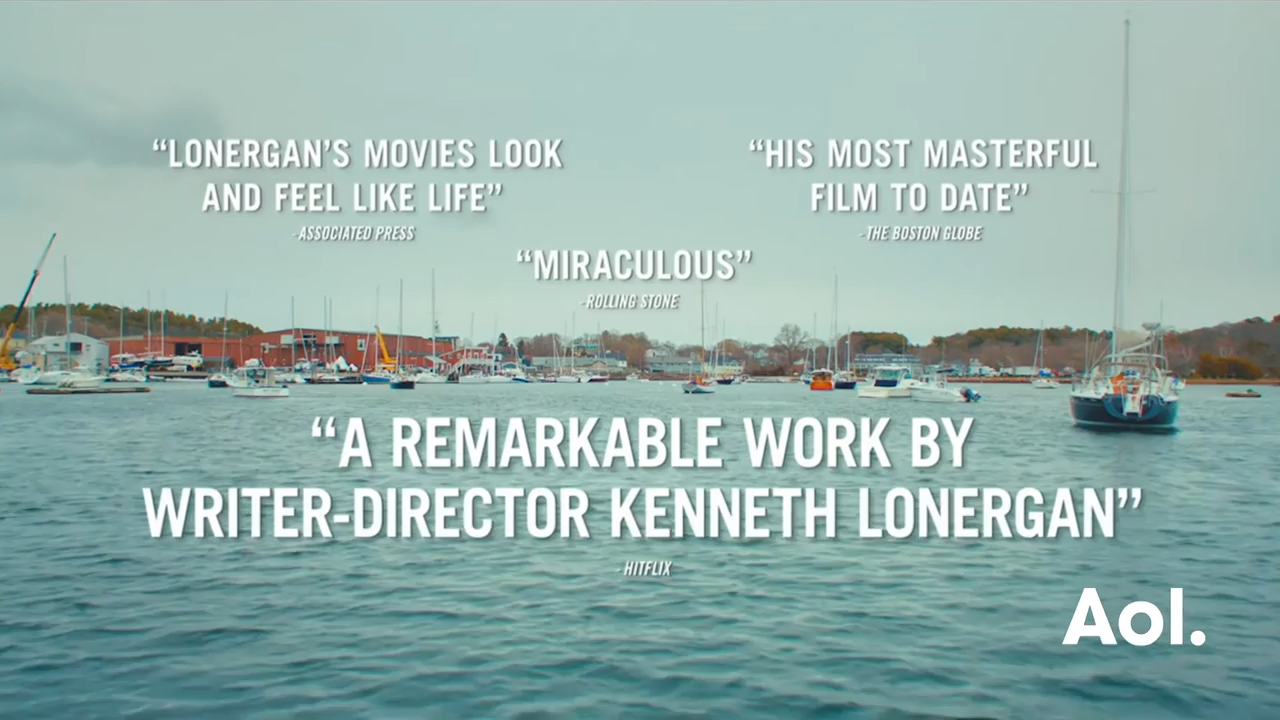 “LONERGAN’S MOVIES LOOK
AND FEEL LIKE LIFE”
-ASSOCIATED PRESS
“HIS MOST MASTERFUL
FILM TO DATE”
-THE BOSTON GLOBE
“MIRACULOUS”
-ROLLING STONE
“A REMARKABLE WORK BY
WRITER-DIRECTOR KENNETH LONERGAN”
-HITFLIX
Aol.